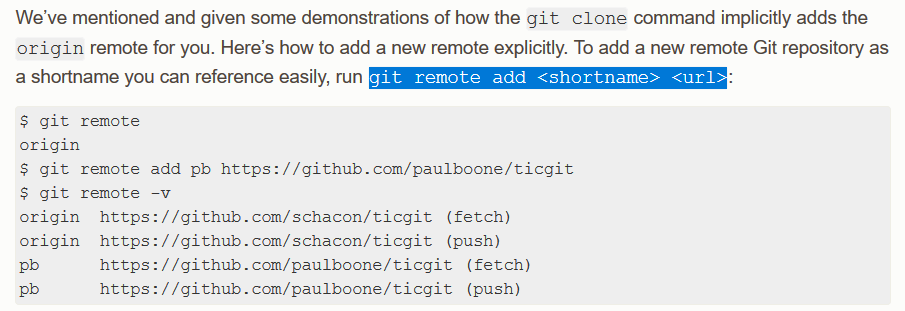 We’ve mentioned and given some demonstrations of how the git clone command implicitly adds the
origin remote for you. Here’s how to add a new remote explicitly. To add a new remote Git repository as
a shortname you can reference easily, run git remote add <shortname> <url>:
$ git remote
origin
$ git remote add pb https://github.com/paulboone/ticgit
$ git remote -v
origin  https://github.com/schacon/ticgit (fetch)
origin  https://github.com/schacon/ticgit (push)
pb      https://github.com/paulboone/ticgit (fetch)
pb      https://github.com/paulboone/ticgit (push)